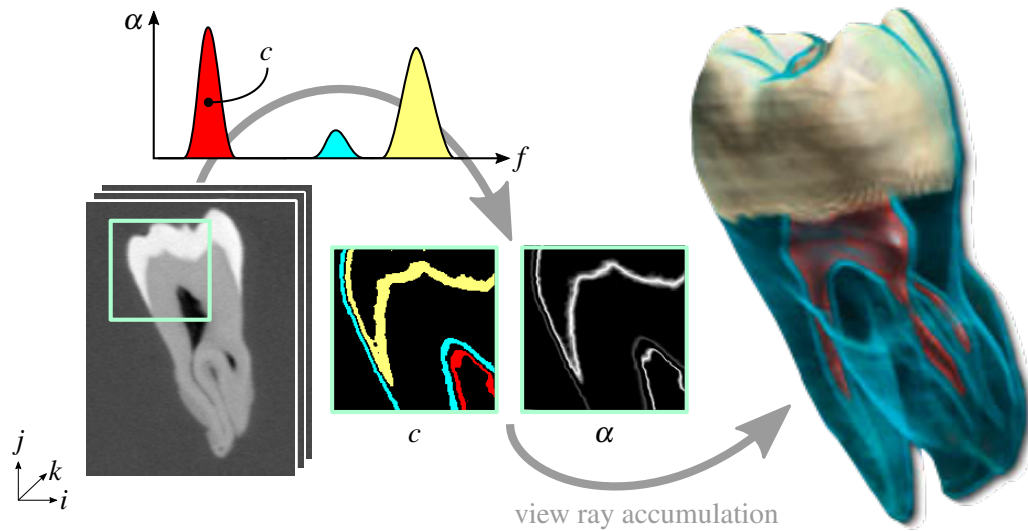 α
c
f
j
k
i
c
α
view ray accumulation